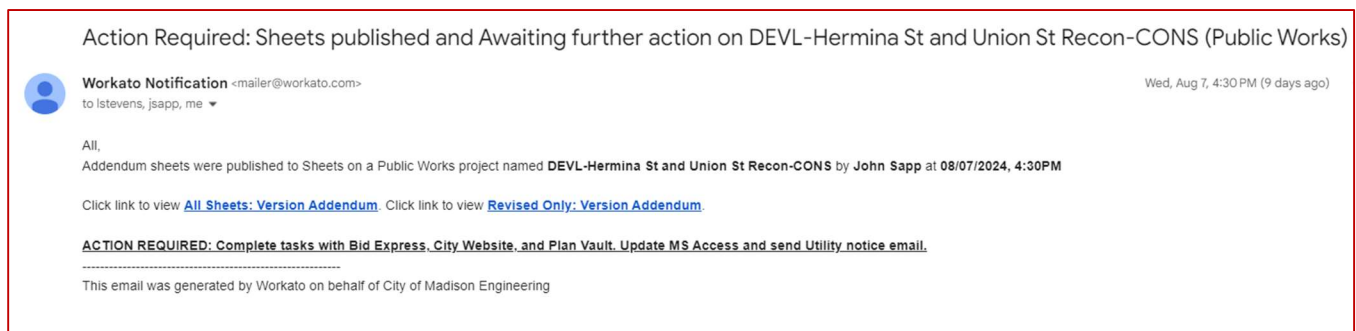 Action Required: Sheets published and Awaiting further action on DEVL-Hermina St and Union St Recon-CONS (Public Works)
Workato Notification <mailer@workato.com>
Wed, Aug 7, 4:30 PM (9 days ago)
to lstevens, jsapp, me
All,
Addendum sheets were published to Sheets on a Public Works project named DEVL-Hermina St and Union St Recon-CONS by John Sapp at 08/07/2024, 4:30PM
Click link to view All Sheets: Version Addendum. Click link to view Revised Only: Version Addendum.
ACTION REQUIRED: Complete tasks with Bid Express, City Website, and Plan Vault. Update MS Access and send Utility notice email.
------------------------------------------------------------
This email was generated by Workato on behalf of City of Madison Engineering